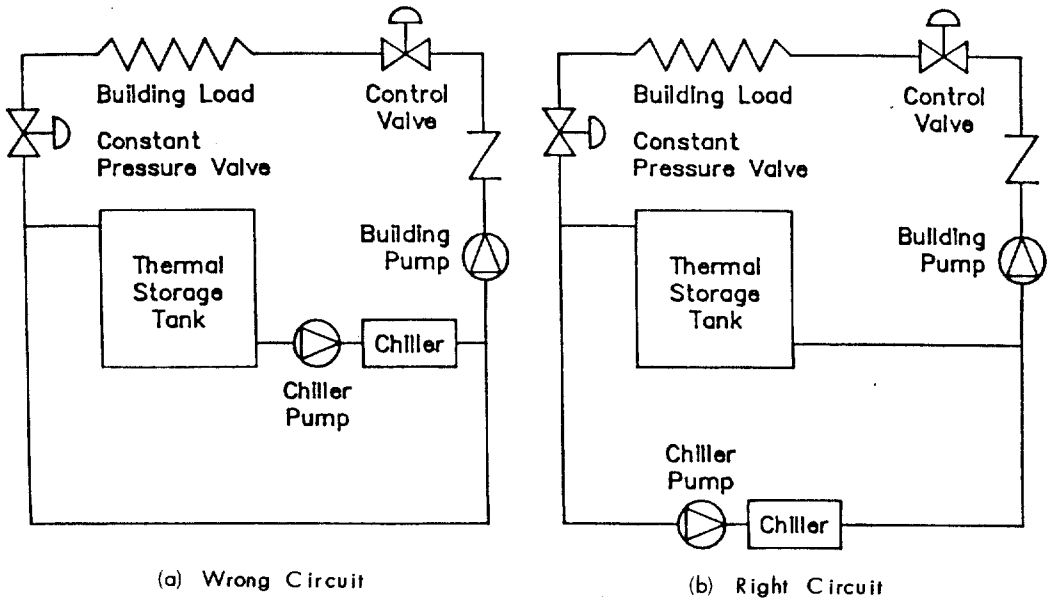 Building Load
Control
Valve
Constant
Pressure Valve
Building
Pump
Thermal
Storage
Tank
Chiller
Chiller
Pump
(a) Wrong Circuit
Building Load
Control
Valve
Constant
Pressure Valve
Building
Pump
Thermal
Storage
Tank
Chiller
Pump
Chiller
(b) Right Circuit